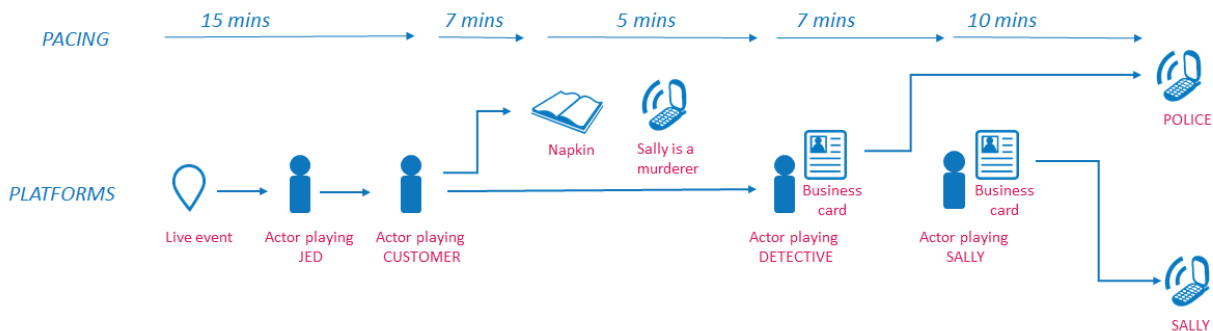 15 mins
7 mins
5 mins
7 mins
10 mins
PACING
POLICE
Napkin
Sally is a
murderer
PLATFORMS
Business
card
Business
card
Live event
Actor playing
JED
Actor playing
CUSTOMER
Actor playing
DETECTIVE
Actor playing
SALLY
SALLY